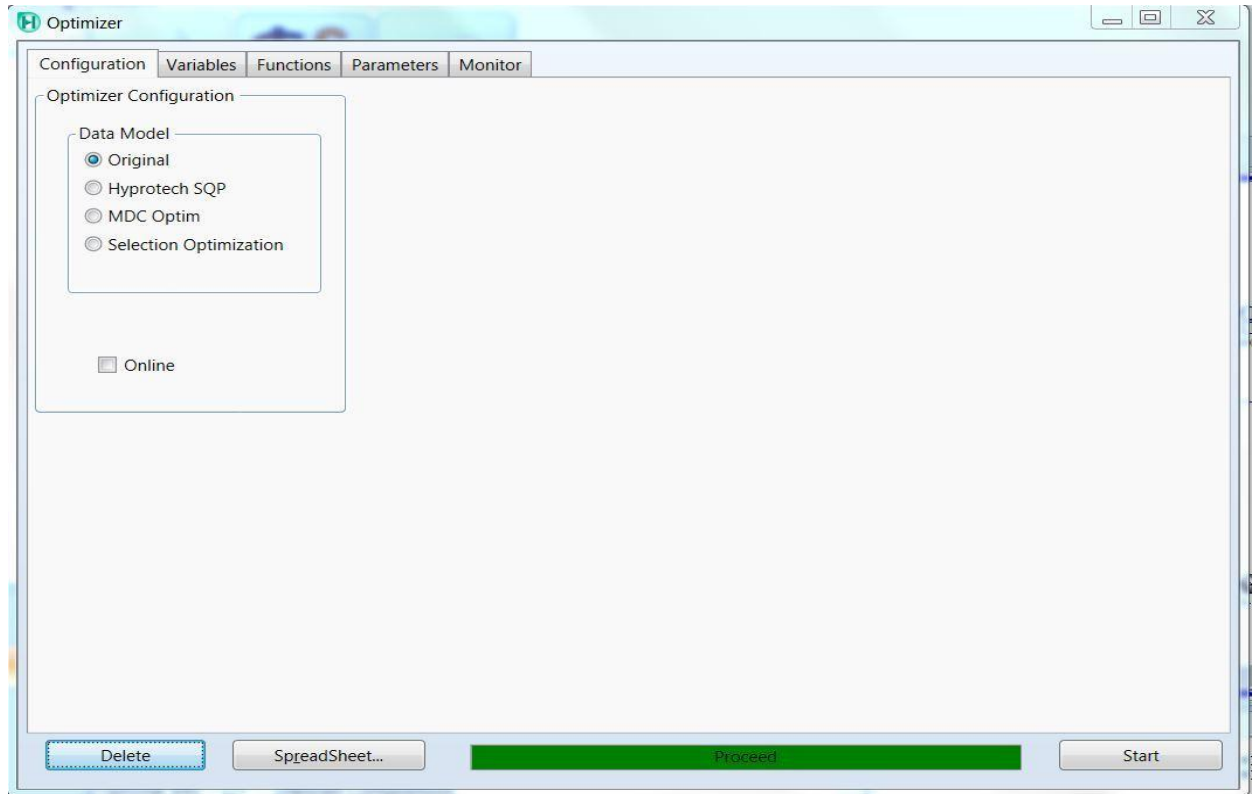 Optimizer
Configuration Variables Functions Parameters Monitor
Optimizer Configuration
Data Model
Original
Hyprotech SQP
MDC Optim
Selection Optimization
Online
Delete SpreadSheet... Proceed Start